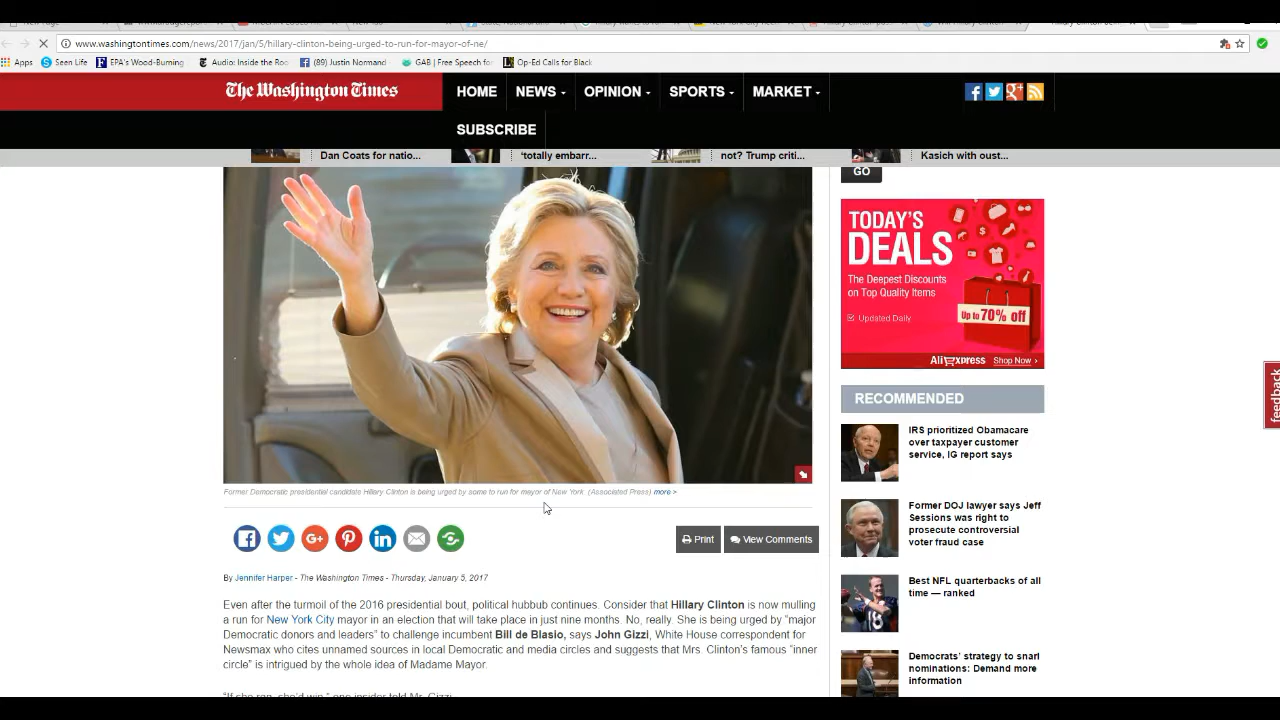 www.washingtontimes.com/news/2017/jan/5/hillary-clinton-being-urged-to-run-for-mayor-of-ne/
Apps Seen Life EPA's Wood-Burning Audio: Inside the Roo (89) Justin Normand GAB | Free Speech for Op-Ed Calls for Black
The Washington Times HOME NEWS OPINION SPORTS MARKET
SUBSCRIBE
Dan Coats for natio... 'totally embarr... not? Trump criti... Kasich with oust...
GO
TODAY'S
DEALS
The Deepest Discounts
on Top Quality Items
Updated Daily
Up to 70% off
AliExpress Shop Now >
feedback
RECOMMENDED
IRS prioritized Obamacare
over taxpayer customer
service, IG report says
Former DOJ lawyer says Jeff
Sessions was right to
prosecute controversial
voter fraud case
Best NFL quarterbacks of all
time — ranked
18
Democrats' strategy to snarl
nominations: Demand more
information
Former Democratic presidential candidate Hillary Clinton is being urged by some to run for meyor of New York. (Associated Press) more >
Print View Comments
By Jennifer Harper - The Washington Times - Thursday, January 5, 2017
Even after the turmoil of the 2016 presidential bout, political hubbub continues. Consider that Hillary Clinton is now mulling
a run for New York City mayor in an election that will take place in just nine months. No, really. She is being urged by "major
Democratic donors and leaders" to challenge incumbent Bill de Blasio, says John Gizzi, White House correspondent for
Newsmax who cites unnamed sources in local Democratic and media circles and suggests that Mrs. Clinton's famous "inner
circle" is intrigued by the whole idea of Madame Mayor.
"If she ran, she'd win," one insider told Mr. Gizzi.